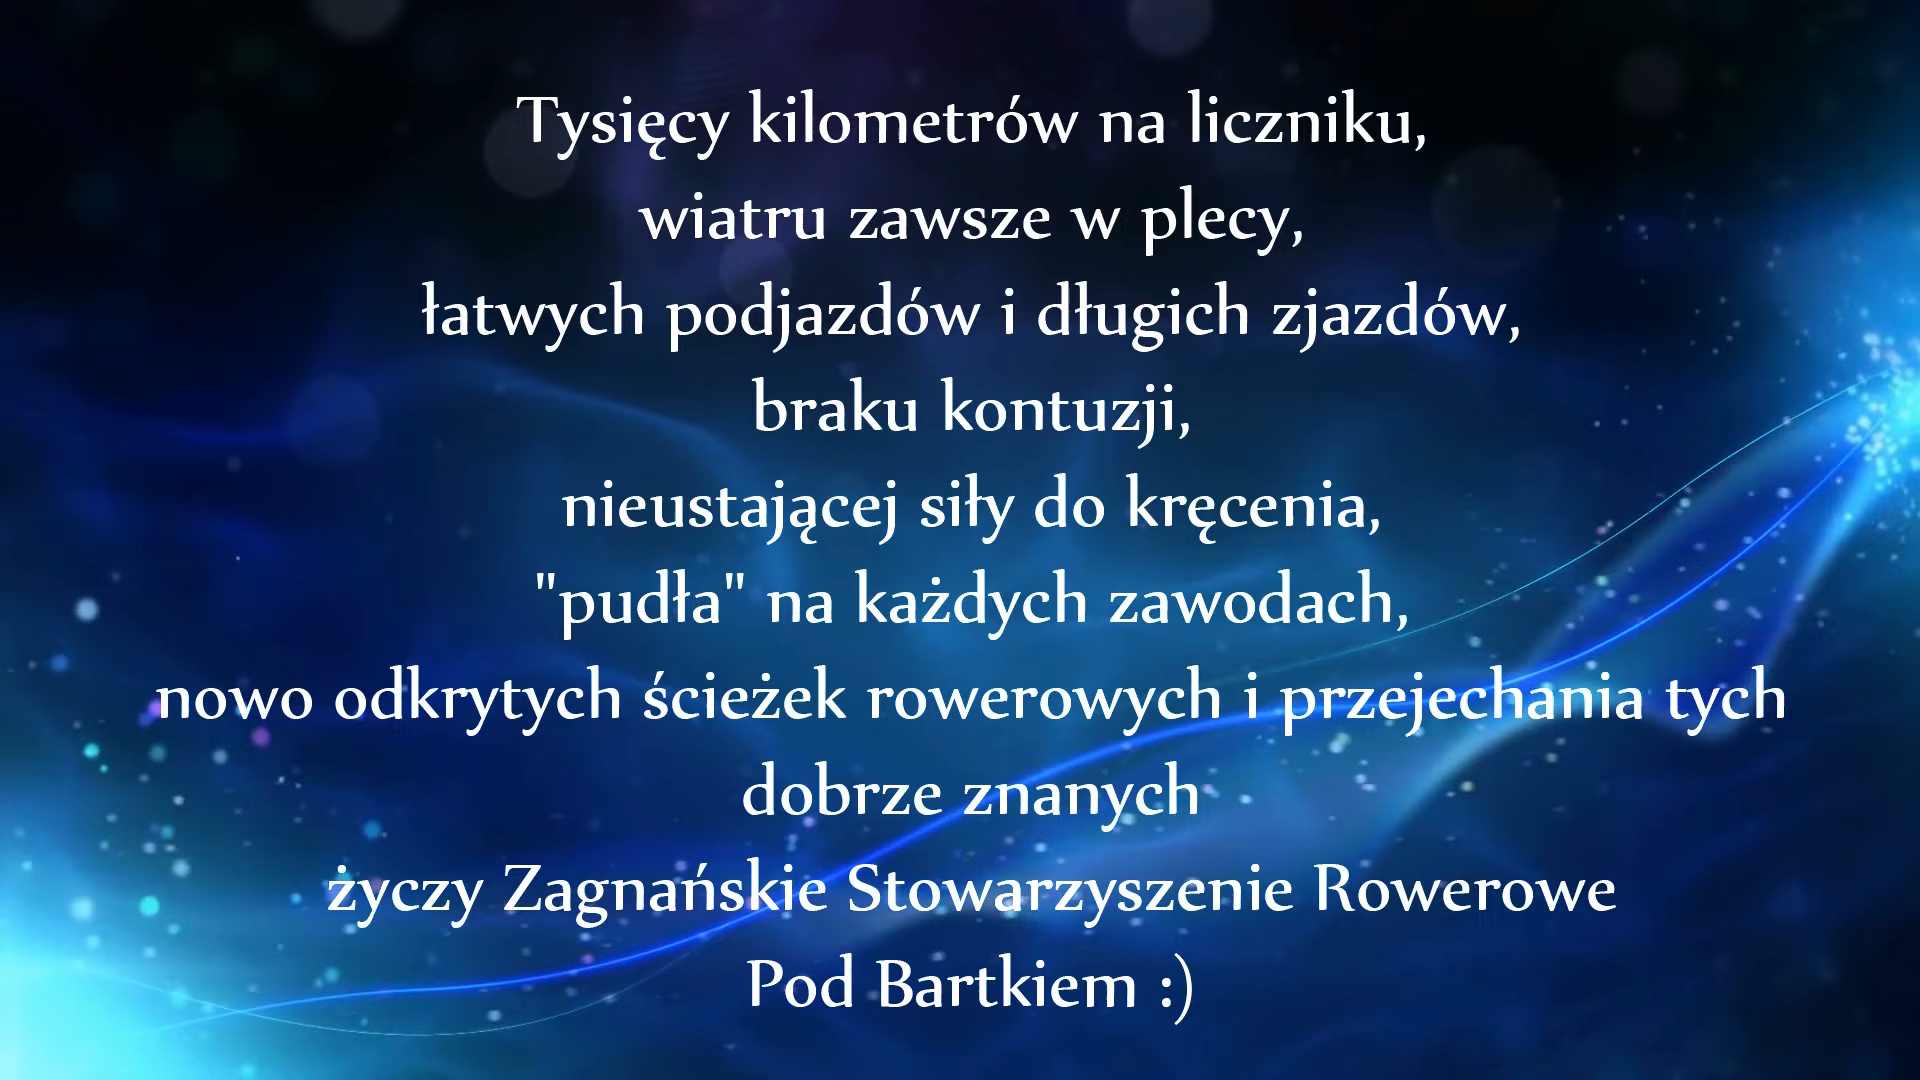 Tysięcy kilometrów na liczniku,
wiatru zawsze w plecy,
łatwych podjazdów i długich zjazdów,
braku kontuzji,
nieustającej siły do kręcenia,
"pudła" na każdych zawodach,
nowo odkrytych ścieżek rowerowych i przejechania tych
dobrze znanych
życzy Zagnańskie Stowarzyszenie Rowerowe
Pod Bartkiem :)